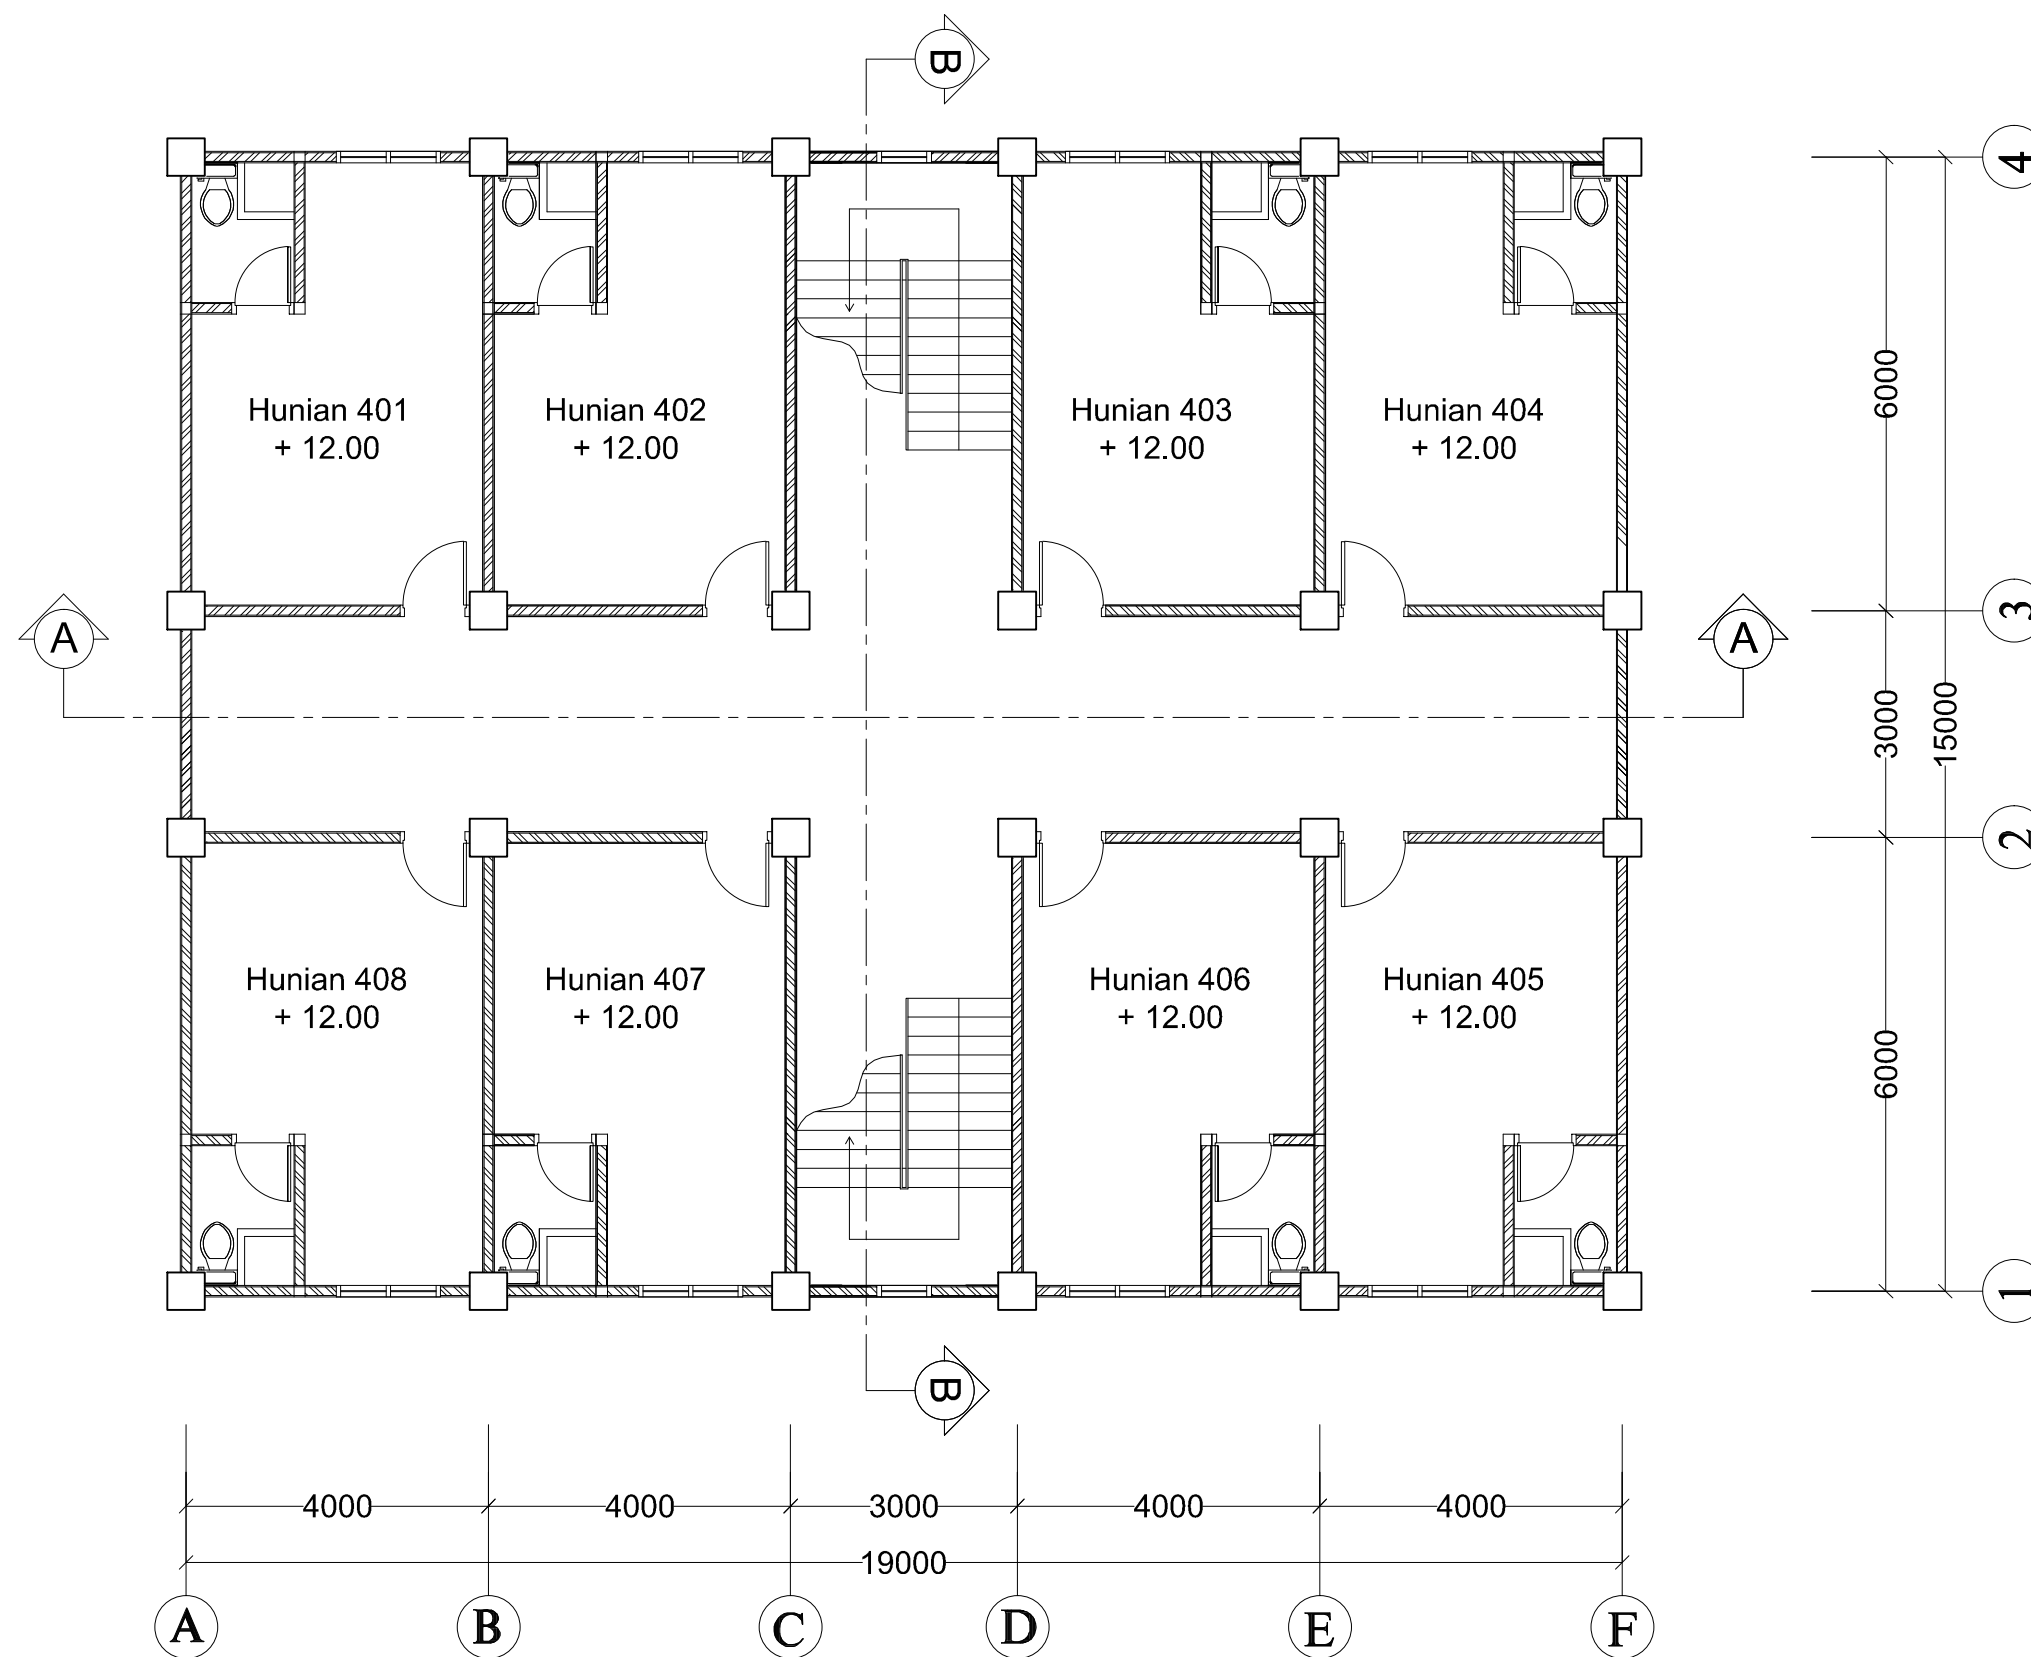 B
4
6000
Hunian 401
+ 12.00
Hunian 402
+ 12.00
Hunian 403
+ 12.00
Hunian 404
+ 12.00
A
A
3
3000
15000
2
Hunian 408
+ 12.00
Hunian 407
+ 12.00
Hunian 406
+ 12.00
Hunian 405
+ 12.00
6000
1
B
4000
4000
3000
4000
4000
19000
A
B
C
D
E
F